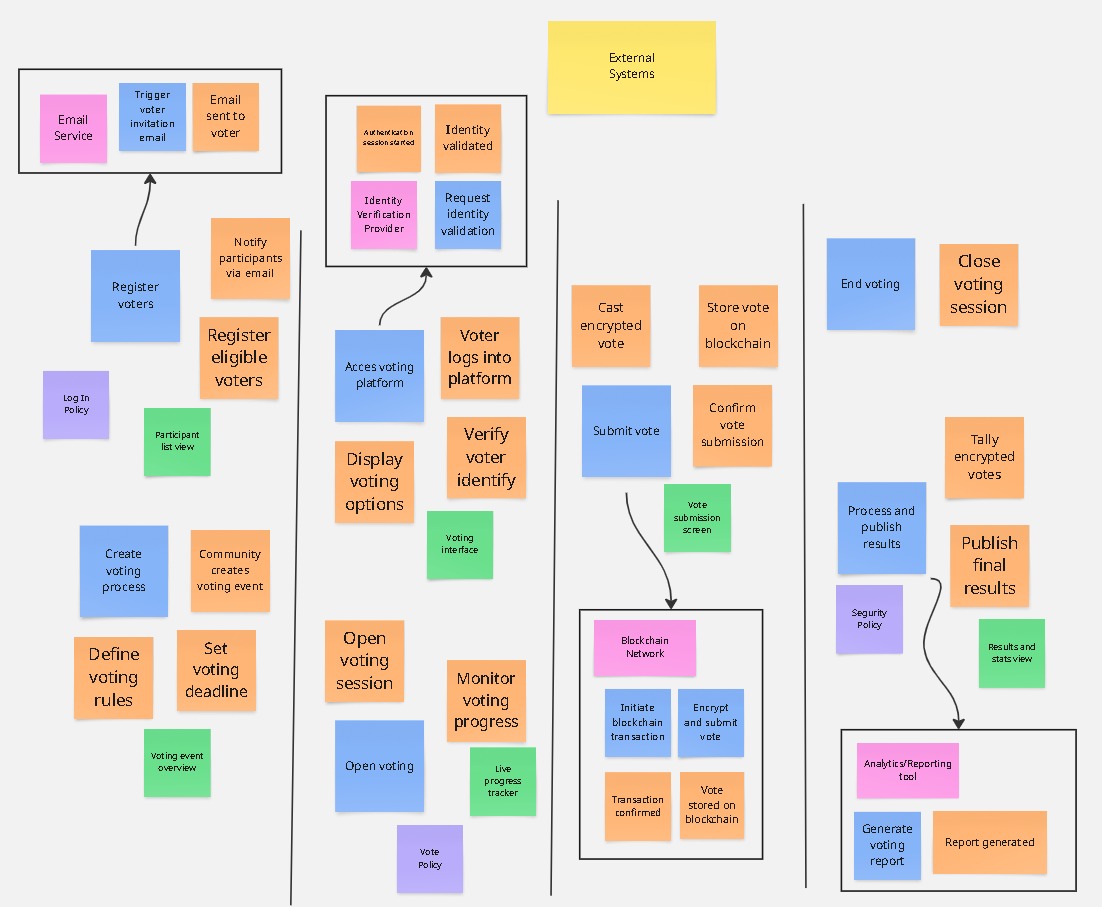 External
Systems
Email
Service
Trigger
voter
invitation
email
Email
sent to
voter
Register
voters
Notify
participants
via email
Register
eligible
voters
Log In
Policy
Participant
list view
Create
voting
process
Community
creates
voting event
Define
voting
rules
Set
voting
deadline
Voting event
overview
Authentication
session started
Identity
validated
Identity
Verification
Provider
Request
identity
validation
Acces voting
platform
Voter
logs into
platform
Display
voting
options
Verify
voter
identify
Voting
interface
Open
voting
session
Monitor
voting
progress
Open voting
Live
progress
tracker
Vote
Policy
Cast
encrypted
vote
Store vote
on
blockchain
Submit vote
Confirm
vote
submission
Vote
submission
screen
Blockchain
Network
Initiate
blockchain
transaction
Encrypt
and submit
vote
Transaction
confirmed
Vote
stored on
blockchain
End voting
Close
voting
session
Tally
encrypted
votes
Process and
publish
results
Publish
final
results
Segurity
Policy
Results and
stats view
Analytics/Reporting
tool
Generate
voting
report
Report generated